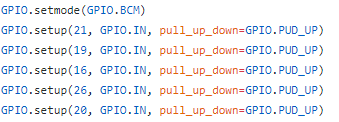 GPIO.setmode(GPIO.BCM)
GPIO.setup(21, GPIO.IN, pull_up_down=GPIO.PUD_UP)
GPIO.setup(19, GPIO.IN, pull_up_down=GPIO.PUD_UP)
GPIO.setup(16, GPIO.IN, pull_up_down=GPIO.PUD_UP)
GPIO.setup(26, GPIO.IN, pull_up_down=GPIO.PUD_UP)
GPIO.setup(20, GPIO.IN, pull_up_down=GPIO.PUD_UP)